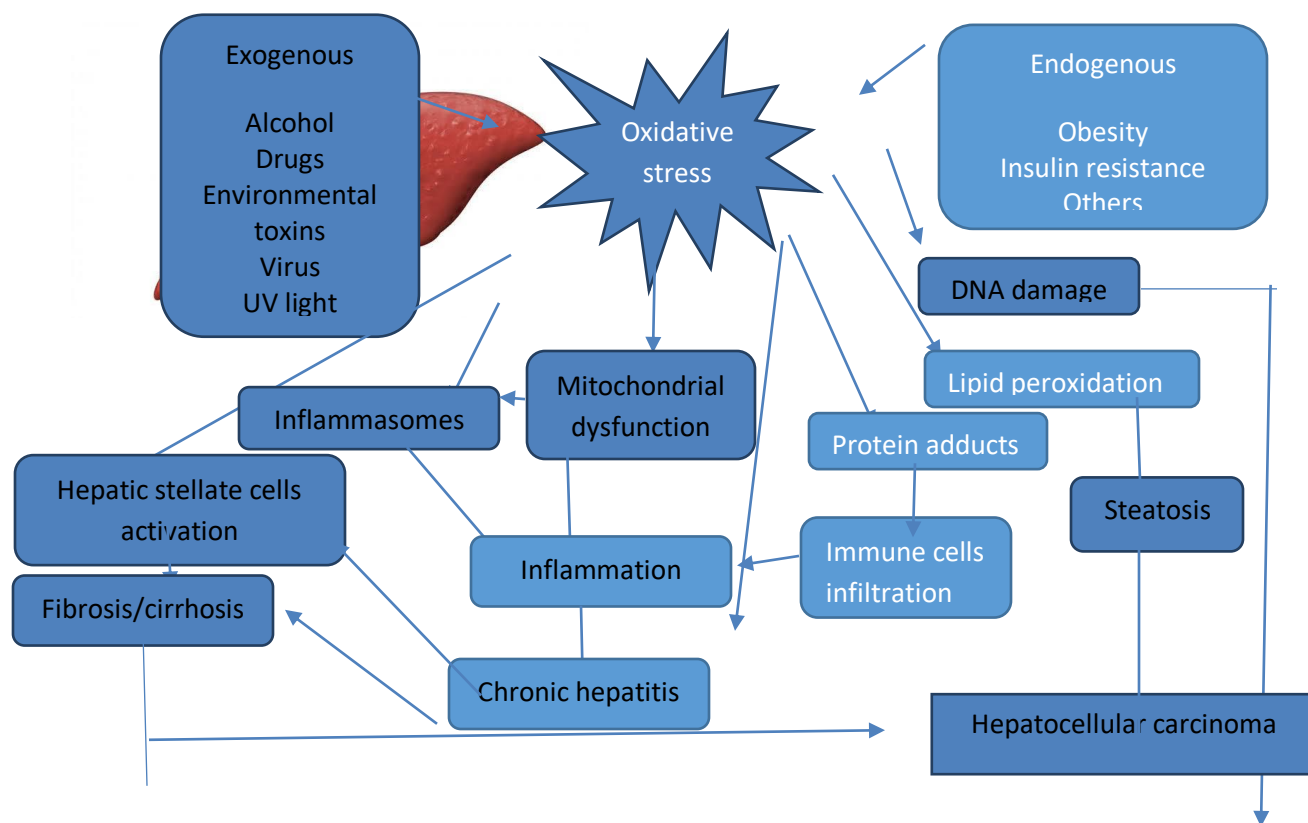 Exogenous
Alcohol
Drugs
Environmental
toxins
Virus
UV light
Oxidative
stress
Endogenous
Obesity
Insulin resistance
Others
DNA damage
Lipid peroxidation
Mitochondrial
dysfunction
Inflammasomes
Protein adducts
Hepatic stellate cells
activation
Steatosis
Inflammation
Immune cells
infiltration
Fibrosis/cirrhosis
Chronic hepatitis
Hepatocellular carcinoma